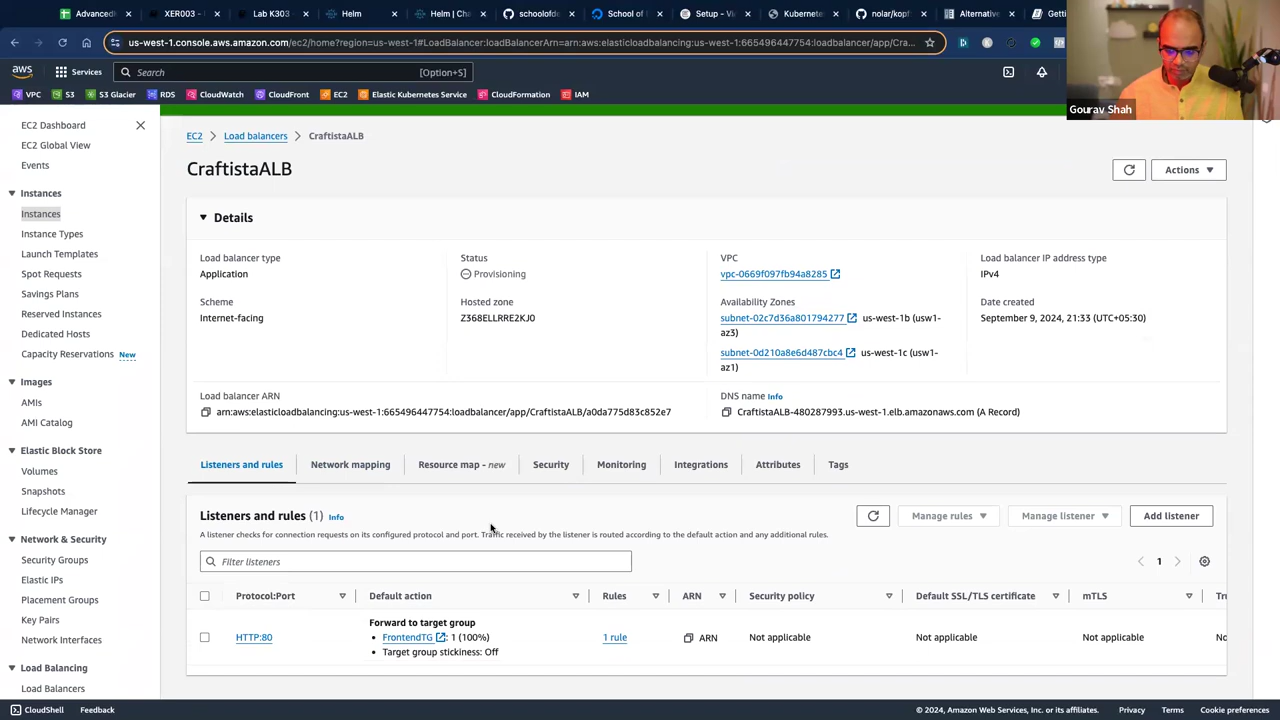 Advanced
XER003 -
Lab K303
Helm
Helm | Cha
schoolofde
School of
Setup - Vi
Kubernete
nolar/kopf
Alternative
Getti
us-west-1.console.aws.amazon.com/ec2/home?region=us-west-1#LoadBalancer:loadBalancerArn=arn:aws:elasticloadbalancing:us-west-1:665496447754:loadbalancer/app/Cra...
aws
Services
Search
[Option+S]
VPC
S3
S3 Glacier
RDS
CloudWatch
CloudFront
EC2
Elastic Kubernetes Service
CloudFormation
IAM
Gourav Shah
EC2 Dashboard
EC2 Global View
Events
Instances
Instances
Instance Types
Launch Templates
Spot Requests
Savings Plans
Reserved Instances
Dedicated Hosts
Capacity Reservations New
Images
AMIs
AMI Catalog
Elastic Block Store
Volumes
Snapshots
Lifecycle Manager
Network & Security
Security Groups
Elastic IPs
Placement Groups
Key Pairs
Network Interfaces
Load Balancing
Load Balancers
EC2 > Load balancers > CraftistaALB
CraftistaALB
Actions
Details
Load balancer type
Application
Status
Provisioning
VPC
vpc-0669f097fb94a8285
Load balancer IP address type
IPv4
Scheme
Internet-facing
Hosted zone
Z368ELLRRE2KJ0
Availability Zones
subnet-02c7d36a801794277 us-west-1b (usw1-
az3)
subnet-0d210a8e6d487cbc4 us-west-1c (usw1-
az1)
Date created
September 9, 2024, 21:33 (UTC+05:30)
Load balancer ARN
arn:aws:elasticloadbalancing:us-west-1:665496447754:loadbalancer/app/CraftistaALB/a0da775d83c852e7
DNS name Info
CraftistaALB-480287993.us-west-1.elb.amazonaws.com (A Record)
Listeners and rules
Network mapping
Resource map - new
Security
Monitoring
Integrations
Attributes
Tags
Listeners and rules (1) Info
Manage rules
Manage listener
Add listener
A listener checks for connection requests on its configured protocol and port. Traffic received by the listener is routed according to the default action and any additional rules.
Filter listeners
1
Protocol:Port
Default action
Rules
ARN
Security policy
Default SSL/TLS certificate
mTLS
Tru
HTTP:80
Forward to target group
• FrontendTG : 1 (100%)
• Target group stickiness: Off
1 rule
ARN
Not applicable
Not applicable
Not applicable
No
CloudShell
Feedback
© 2024, Amazon Web Services, Inc. or its affiliates.
Privacy
Terms
Cookie preferences